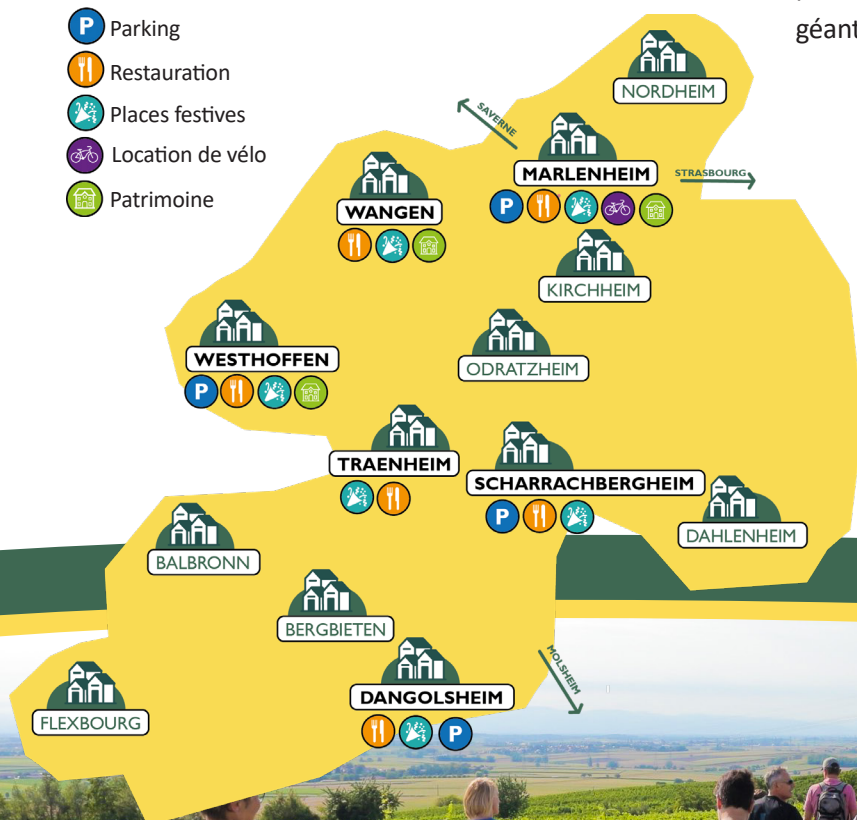 géant
P Parking
Restauration
Places festives
Location de vélo
Patrimoine
NORDHEIM
SAVERNE
MARLENHEIM
STRASBOURG
P
WANGEN
KIRCHHEIM
WESTHOFFEN
P
ODRATZHEIM
TRAENHEIM
SCHARRACHBERGHEIM
P
DAHLENHEIM
BALBRONN
BERGBIETEN
MOLSHEIM
DANGOLSHEIM
P
FLEXBOURG